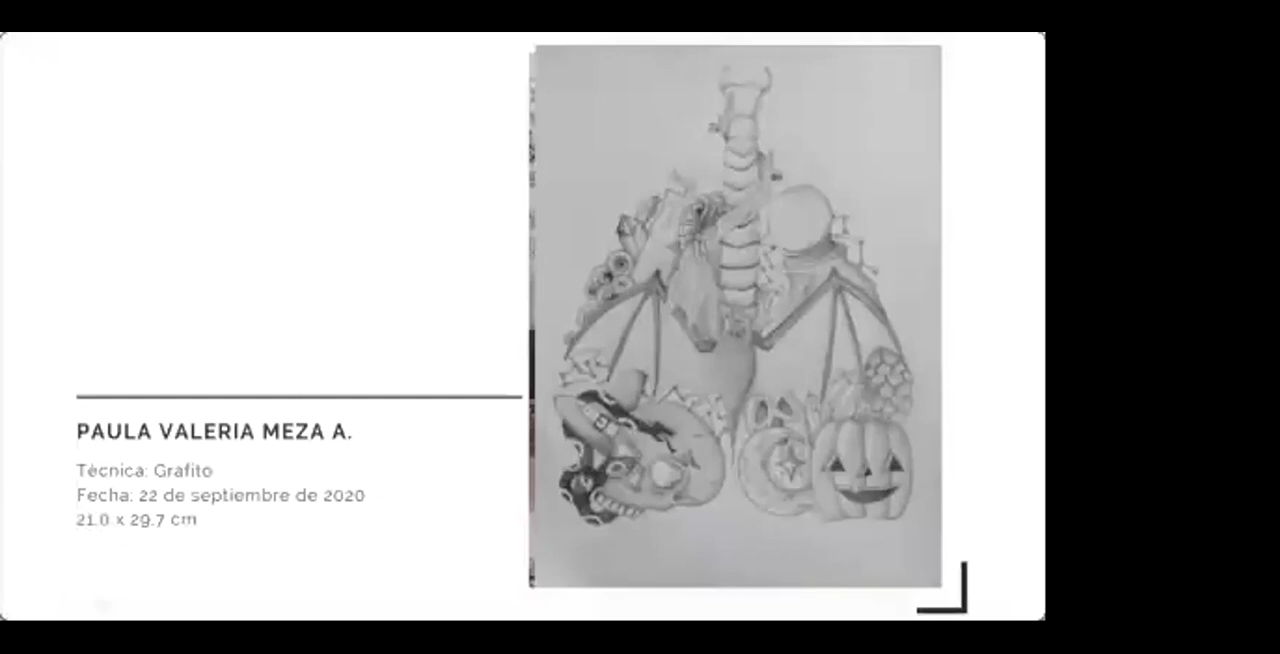 PAULA VALERIA MEZA A.
Técnica: Grafito
Fecha: 22 de septiembre de 2020
21.0 x 29.7 cm